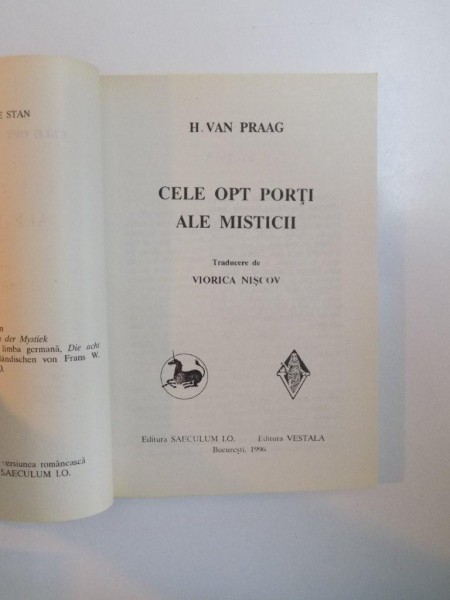 E STAN
n
der Mystiek
limba germană, Die acht
ländischen von Frans W.
versiunea românească
SAECULUM I.O.
H. VAN PRAAG
CELE OPT PORȚI
ALE MISTICII
Traducere de
VIORICA NIȘCOV
Editura SAECULUM I.O. Editura VESTALA
București, 1996